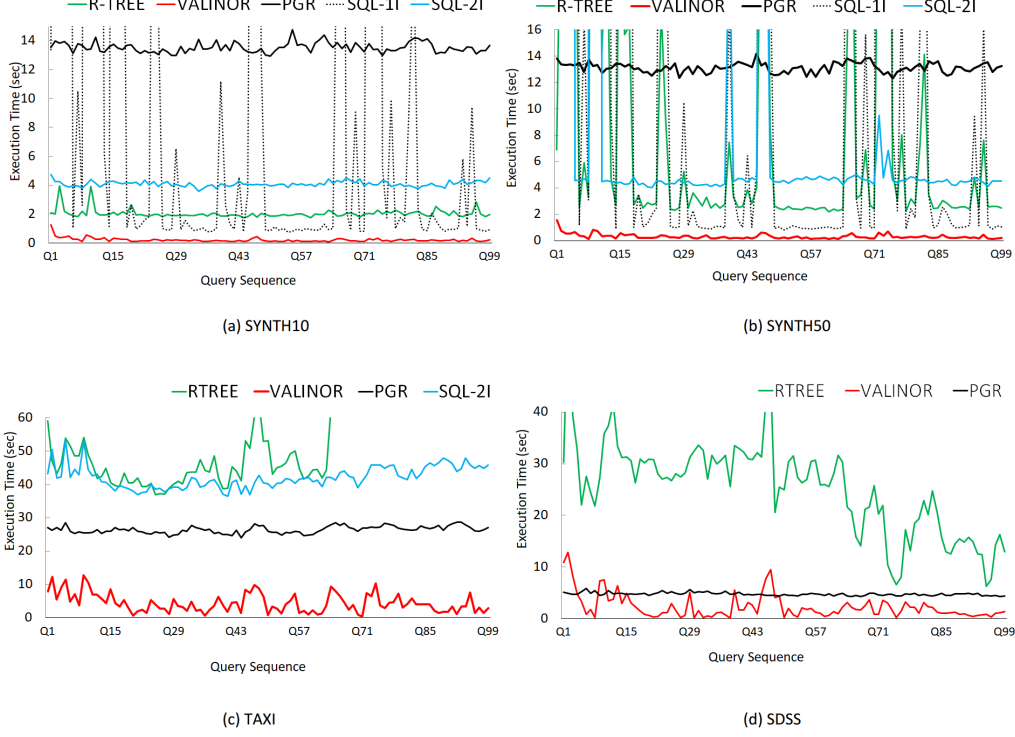 R-TREE VALINOR PGR SQL-1I SQL-2I
Execution Time (sec)
14
12
10
8
6
4
2
0
Q1 Q15 Q29 Q43 Q57 Q71 Q85 Q99
Query Sequence
(a) SYNTH10
R-TREE VALINOR PGR SQL-1I SQL-2I
Execution Time (sec)
16
14
12
10
8
6
4
2
0
Q1 Q15 Q29 Q43 Q57 Q71 Q85 Q99
Query Sequence
(b) SYNTH50
RTREE VALINOR PGR SQL-2I
Execution Time (sec)
60
50
40
30
20
10
0
Q1 Q15 Q29 Q43 Q57 Q71 Q85 Q99
Query Sequence
(c) TAXI
RTREE VALINOR PGR
Execution Time (sec)
40
30
20
10
0
Q1 Q15 Q29 Q43 Q57 Q71 Q85 Q99
Query Sequence
(d) SDSS